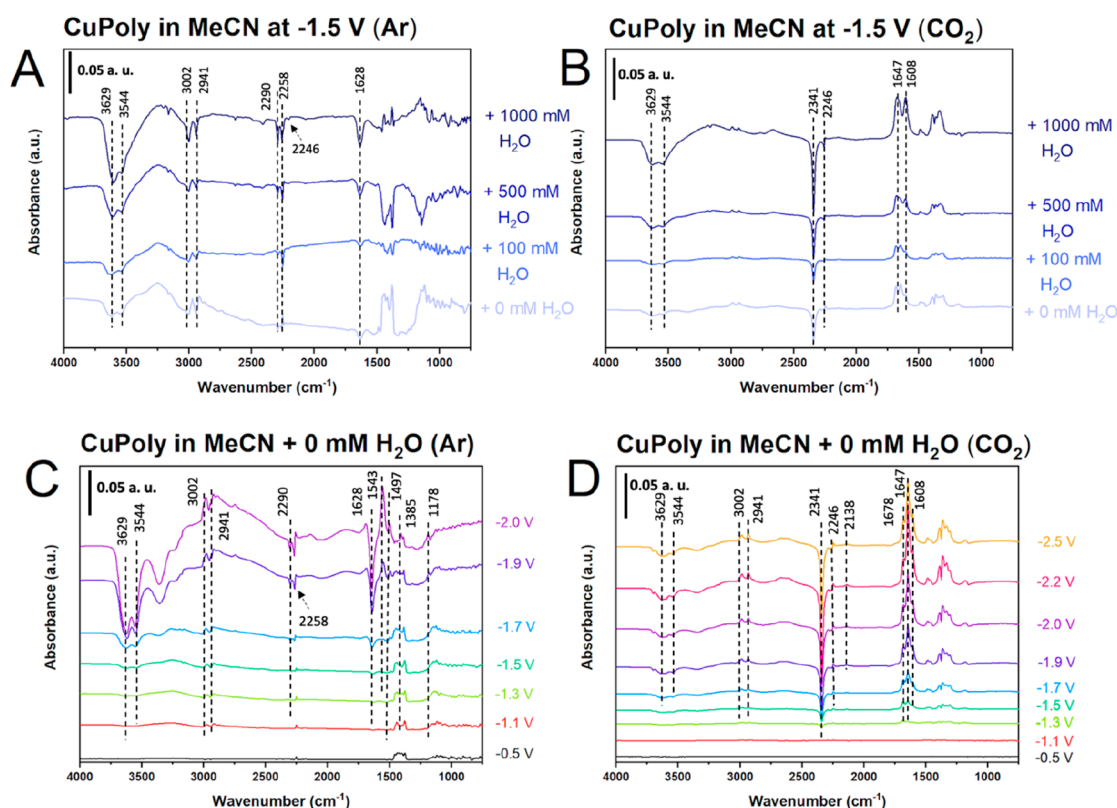 CuPoly in MeCN at -1.5 V (Ar)
A
0.05 a. u.
3629
3544
3002
2941
2290
2258
1628
2246
+ 1000 mM
H₂O
+ 500 mM
H₂O
+ 100 mM
H₂O
+ 0 mM H₂O
Absorbance (a.u.)
4000 3500 3000 2500 2000 1500 1000
Wavenumber (cm⁻¹)
CuPoly in MeCN at -1.5 V (CO₂)
B
0.05 a. u.
3629
3544
2341
2246
1647
1608
+ 1000 mM
H₂O
+ 500 mM
H₂O
+ 100 mM
H₂O
+ 0 mM H₂O
Absorbance (a.u.)
4000 3500 3000 2500 2000 1500 1000
Wavenumber (cm⁻¹)
CuPoly in MeCN + 0 mM H₂O (Ar)
C
0.05 a. u.
3629
3544
3002
2941
2290
1628
1543
1497
1385
1178
2258
-2.0 V
-1.9 V
-1.7 V
-1.5 V
-1.3 V
-1.1 V
-0.5 V
Absorbance (a.u.)
4000 3500 3000 2500 2000 1500 1000
Wavenumber (cm⁻¹)
CuPoly in MeCN + 0 mM H₂O (CO₂)
D
0.05 a. u.
3629
3544
3002
2941
2341
2246
2138
1678
1647
1608
-2.5 V
-2.2 V
-2.0 V
-1.9 V
-1.7 V
-1.5 V
-1.3 V
-1.1 V
-0.5 V
Absorbance (a.u.)
4000 3500 3000 2500 2000 1500 1000
Wavenumber (cm⁻¹)